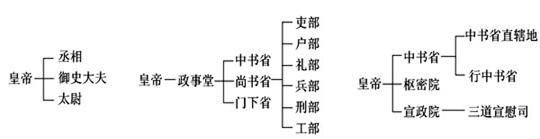 皇帝
丞相
御史大夫
太尉
皇帝
政事堂
中书省
尚书省
门下省
吏部
户部
礼部
兵部
刑部
工部
皇帝
中书省
枢密院
宣政院
中书省直辖地
行中书省
三道宣慰司